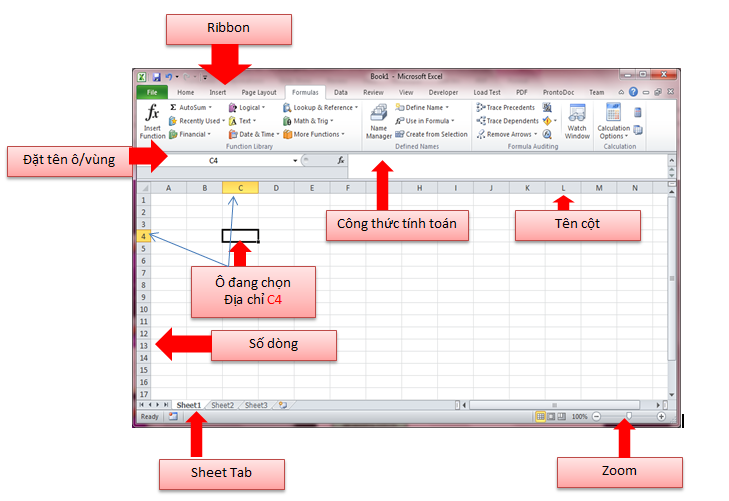 Ribbon
Book1 - Microsoft Excel
File Home Insert Page Layout Formulas Data Review View Developer Load Test PDF ProntoDoc Team
fx Σ AutoSum Logical Lookup & Reference Define Name Trace Precedents
Recently Used Text Math & Trig Use in Formula Trace Dependents
Insert Function Financial Date & Time More Functions Name Manager Create from Selection Remove Arrows Watch Window Calculation Options
Function Library Defined Names Formula Auditing Calculation
Đặt tên ô/vùng
C4 fx
A B C D E F H I J K L M N
1
2
3
4
5
6
7
8
9
10
11
12
13
14
15
16
17
Công thức tính toán
Tên cột
Ô đang chọn
Địa chỉ C4
Số dòng
Sheet1 Sheet2 Sheet3
Ready 100%
Sheet Tab
Zoom